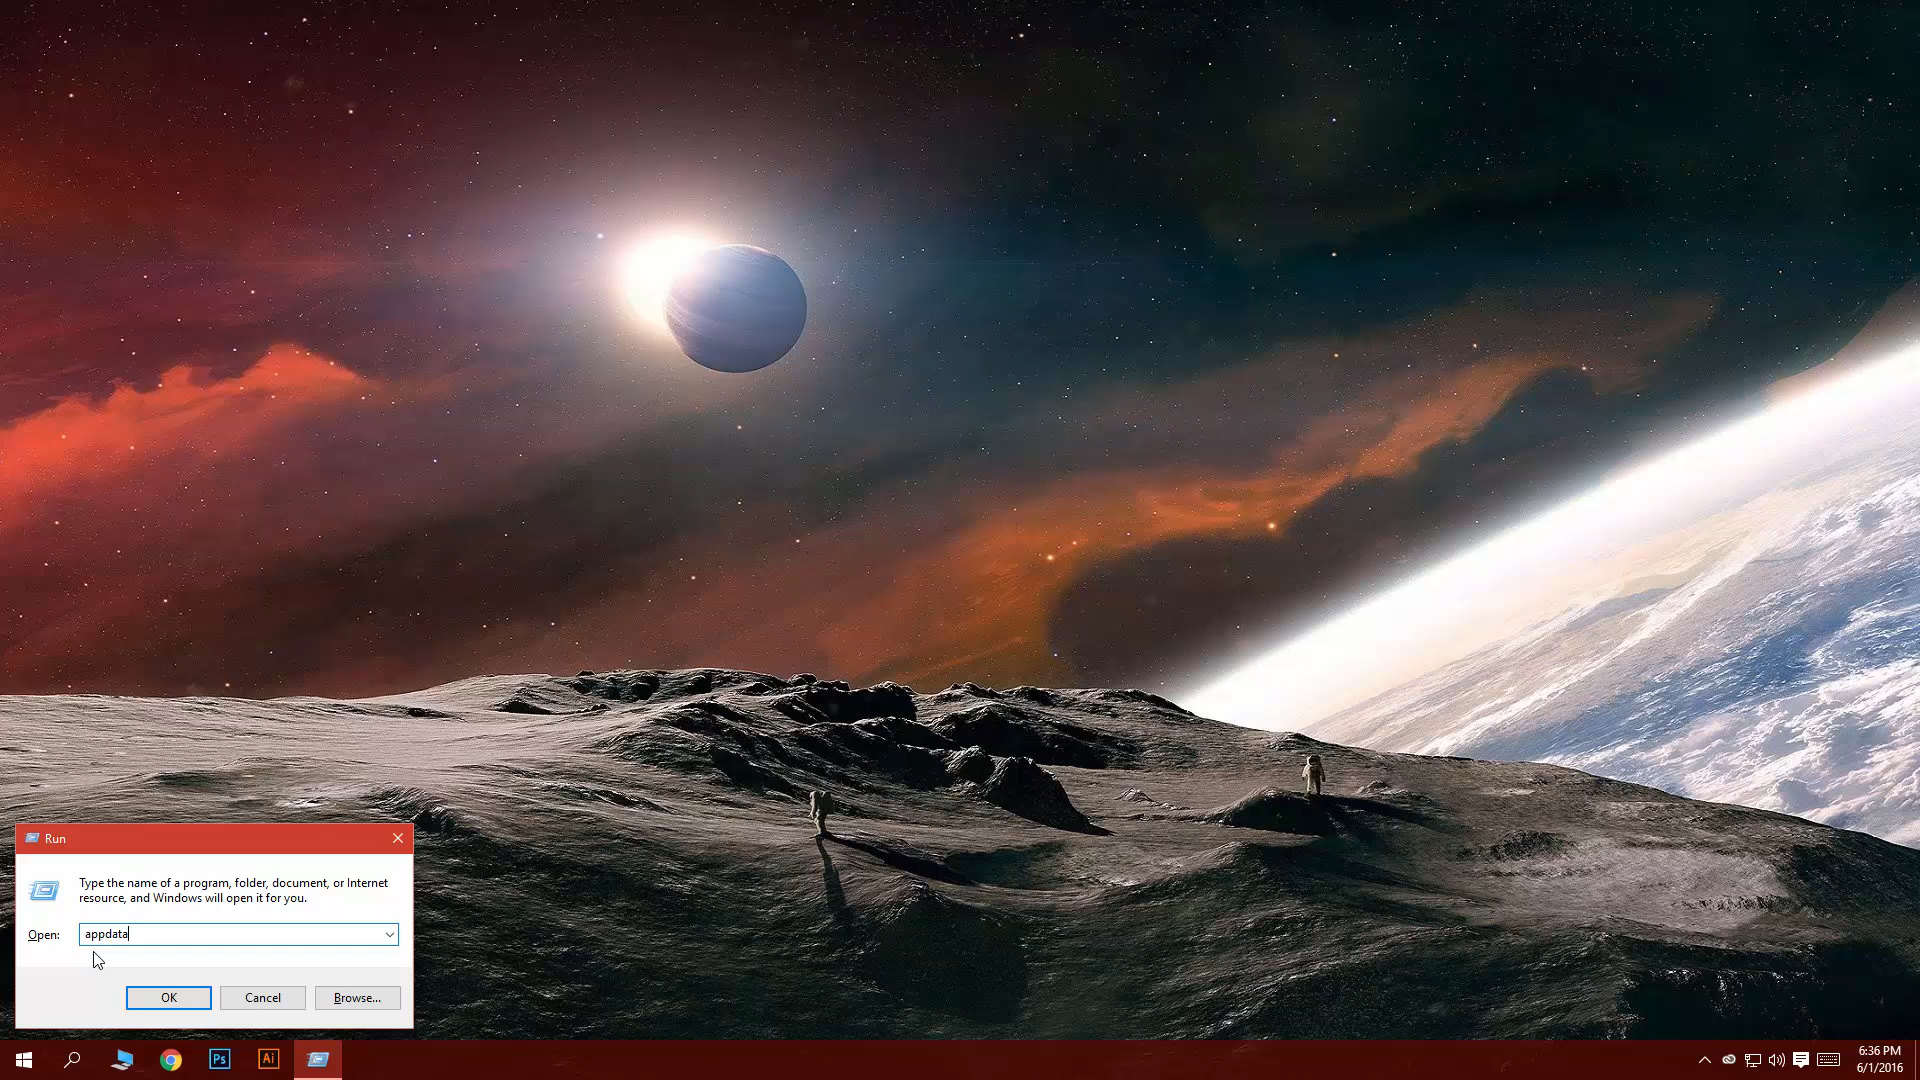 Run
Type the name of a program, folder, document, or Internet
resource, and Windows will open it for you.
Open:
appdata
OK
Cancel
Browse...
Ps
Ai
6:36 PM
6/1/2016